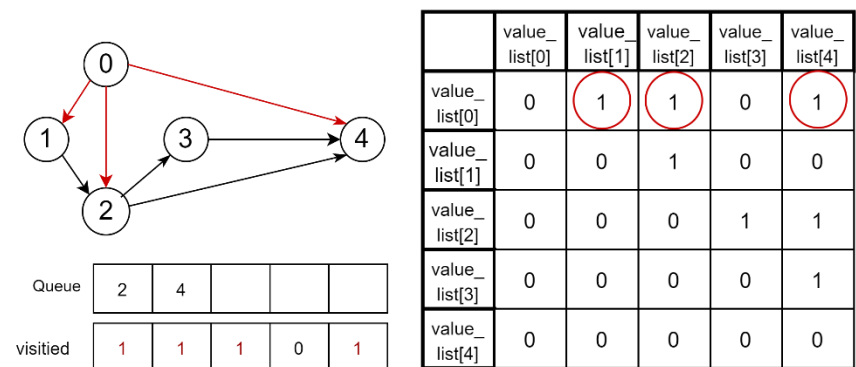 0
1
3
4
2
Queue 2 4
visitied 1 1 1 0 1
value_ value_ value_ value_ value_
list[0] list[1] list[2] list[3] list[4]
value_
list[0] 0 1 1 0 1
value_
list[1] 0 0 1 0 0
value_
list[2] 0 0 0 1 1
value_
list[3] 0 0 0 0 1
value_
list[4] 0 0 0 0 0